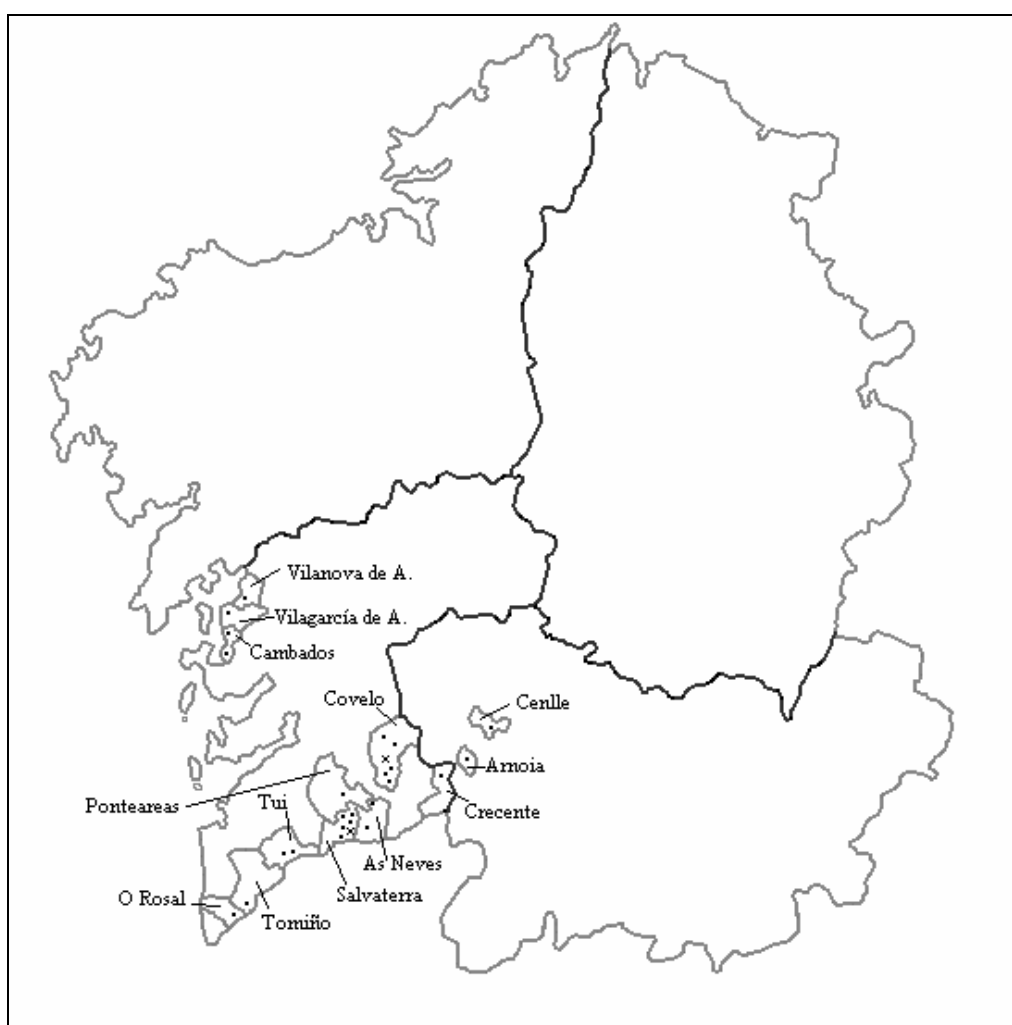 Vilanova de A.
Vilagarcía de A.
Cambados
Covelo
Cenlle
Arnoia
Ponteareas
Tui
Crecente
As Neves
Salvaterra
O Rosal
Tomiño